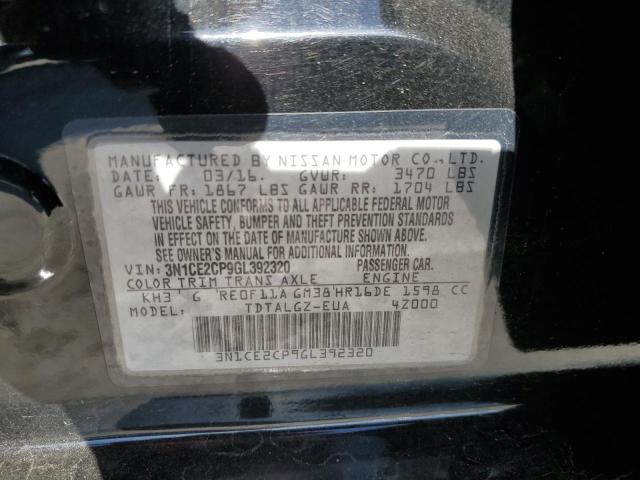 MANUFACTURED BY NISSAN MOTOR CO.,LTD.
DATE: 03/16. GVWR: 3470 LBS
GAWR FR: 1867 LBS GAWR RR: 1704 LBS
THIS VEHICLE CONFORMS TO ALL APPLICABLE FEDERAL MOTOR
VEHICLE SAFETY, BUMPER AND THEFT PREVENTION STANDARDS
IN EFFECT ON THE DATE OF MANUFACTURE SHOWN ABOVE.
SEE OWNER'S MANUAL FOR ADDITIONAL INFORMATION.
VIN: 3N1CE2CP9GL392320 PASSENGER CAR.
COLOR TRIM TRANS AXLE ENGINE
KH3 G RE0F11A GM38 HR16DE 1598 CC
TDTALGZ-EUA 4Z000
3N1CE2CP9GL392320